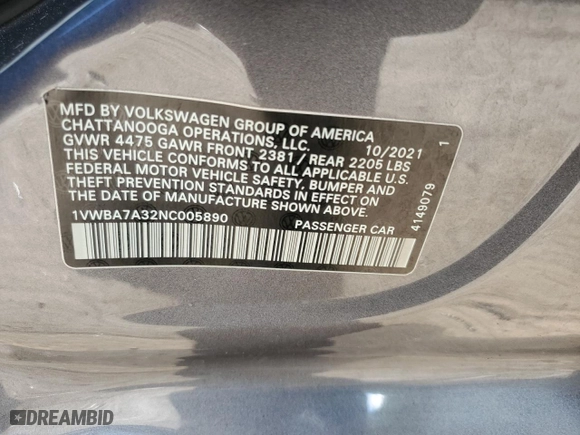 MFD BY VOLKSWAGEN GROUP OF AMERICA
CHATTANOOGA OPERATIONS, LLC. 10/2021
GVWR 4475 GAWR FRONT 2381/ REAR 2205 LBS
THIS VEHICLE CONFORMS TO ALL APPLICABLE U.S.
FEDERAL MOTOR VEHICLE SAFETY, BUMPER AND
THEFT PREVENTION STANDARDS IN EFFECT ON
THE DATE OF MANUFACTURE SHOWN ABOVE.
1VWBA7A32NC005890
PASSENGER CAR
4149079 1
DREAMBID